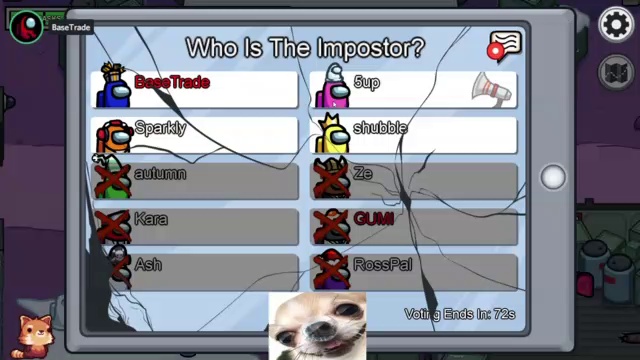 BaseTrade
Who Is The Impostor?
BaseTrade
5up
Sparkly
shubble
autumn
Ze
Kara
GUMI
Ash
RossPal
Voting Ends In: 72s